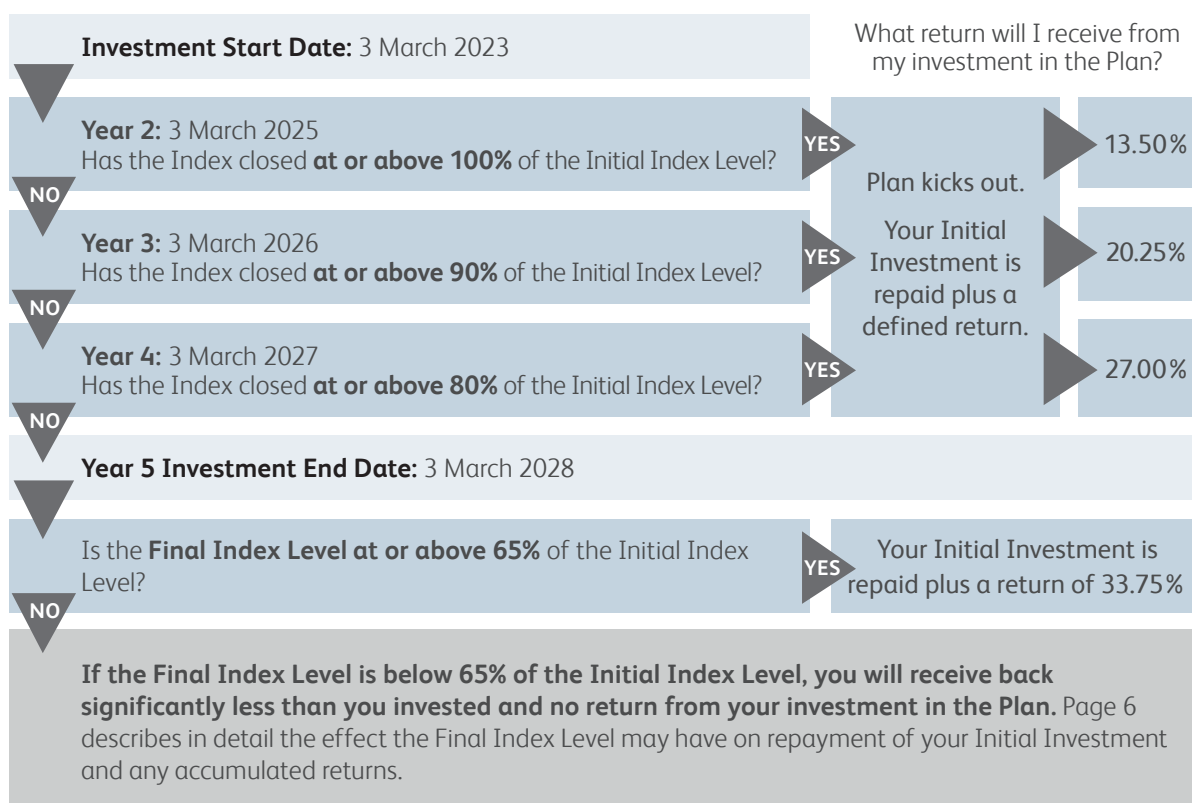 Investment Start Date: 3 March 2023
What return will I receive from
my investment in the Plan?
Year 2: 3 March 2025
Has the Index closed at or above 100% of the Initial Index Level?
YES
13.50%
NO
Year 3: 3 March 2026
Has the Index closed at or above 90% of the Initial Index Level?
YES
Plan kicks out.
Your Initial
Investment is
repaid plus a
defined return.
20.25%
NO
Year 4: 3 March 2027
Has the Index closed at or above 80% of the Initial Index Level?
YES
27.00%
NO
Year 5 Investment End Date: 3 March 2028
Is the Final Index Level at or above 65% of the Initial Index
Level?
YES
Your Initial Investment is
repaid plus a return of 33.75%
NO
If the Final Index Level is below 65% of the Initial Index Level, you will receive back
significantly less than you invested and no return from your investment in the Plan. Page 6
describes in detail the effect the Final Index Level may have on repayment of your Initial Investment
and any accumulated returns.